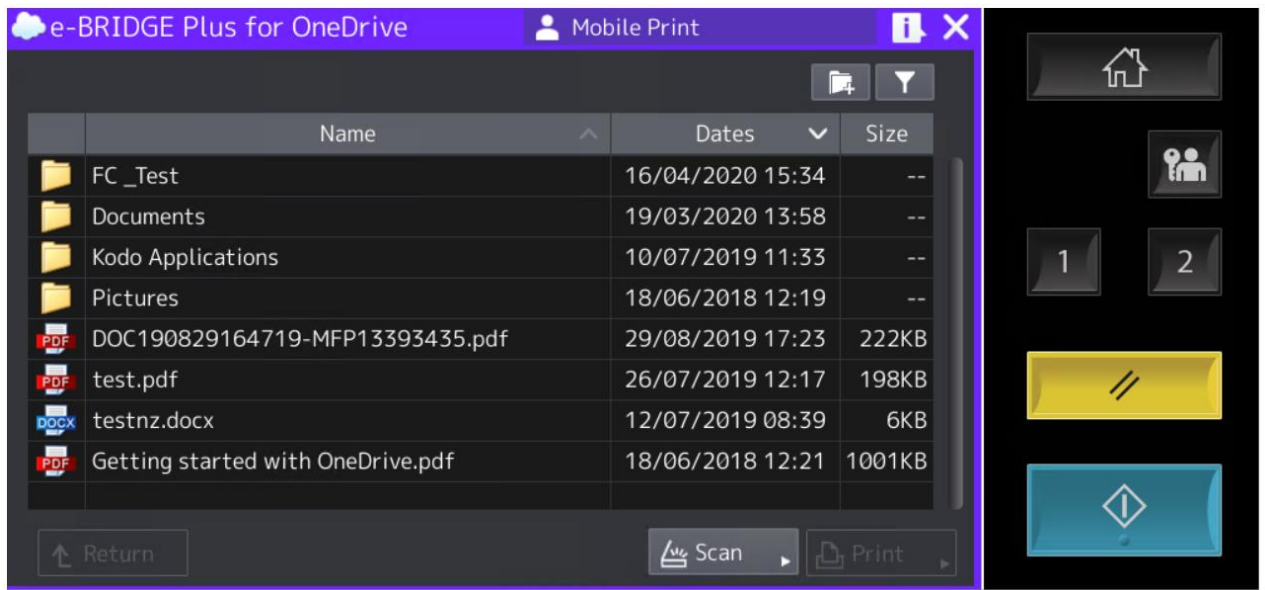 e-BRIDGE Plus for OneDrive Mobile Print i
Name Dates Size
FC _Test 16/04/2020 15:34 --
Documents 19/03/2020 13:58 --
Kodo Applications 10/07/2019 11:33 --
Pictures 18/06/2018 12:19 --
PDF DOC190829164719-MFP13393435.pdf 29/08/2019 17:23 222KB
PDF test.pdf 26/07/2019 12:17 198KB
DOCX testnz.docx 12/07/2019 08:39 6KB
PDF Getting started with OneDrive.pdf 18/06/2018 12:21 1001KB
Return Scan Print
1 2